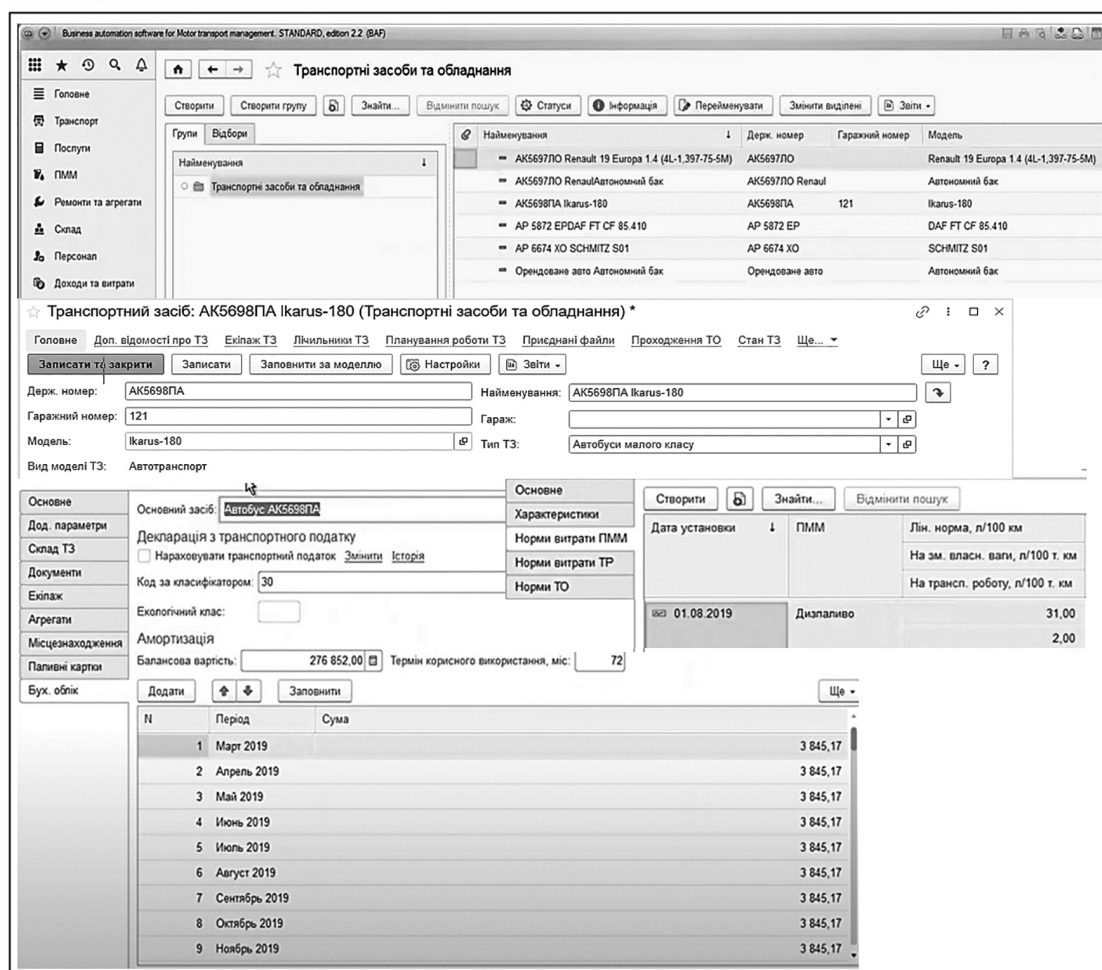 Business automation software for Motor transport management. STANDARD, edition 2.2 (BAF)
Транспортні засоби та обладнання
Головне
Транспорт
Послуги
ПММ
Ремонти та агрегати
Склад
Персонал
Доходи та витрати
Створити Створити групу Знайти... Відмінити пошук Статуси Інформація Перейменувати Змінити виділені Звіти
Групи Відбори
Найменування ↓
Транспортні засоби та обладнання
Найменування ↓ Держ. номер Гаражний номер Модель
АК5697ЛО Renault 19 Europa 1.4 (4L-1,397-75-5M) АК5697ЛО Renault 19 Europa 1.4 (4L-1,397-75-5M)
АК5697ЛО RenaulАвтономний бак АК5697ЛО Renaul Автономний бак
АК5698ПА Ikarus-180 АК5698ПА 121 Ikarus-180
АР 5872 ЕРDAF FT CF 85.410 АР 5872 ЕР DAF FT CF 85.410
АР 6674 ХО SCHMITZ S01 АР 6674 ХО SCHMITZ S01
Орендоване авто Автономний бак Орендоване авто Автономний бак
Транспортний засіб: АК5698ПА Ikarus-180 (Транспортні засоби та обладнання) *
Головне Доп. відомості про ТЗ Екіпаж ТЗ Лічильники ТЗ Планування роботи ТЗ Приєднані файли Проходження ТО Стан ТЗ Ще...
Записати та закрити Записати Заповнити за моделлю Настройки Звіти Ще ?
Держ. номер: АК5698ПА Найменування: АК5698ПА Ikarus-180
Гаражний номер: 121 Гараж:
Модель: Ikarus-180 Тип ТЗ: Автобуси малого класу
Вид моделі ТЗ: Автотранспорт
Основне
Дод. параметри
Склад ТЗ
Документи
Екіпаж
Агрегати
Місцезнаходження
Паливні картки
Бух. облік
Основний засіб: Автобус АК5698ПА
Декларація з транспортного податку
Нараховувати транспортний податок Змінити Історія
Код за класифікатором: 30
Екологічний клас:
Амортизація
Балансова вартість: 276 852,00 Термін корисного використання, міс: 72
Основне
Характеристики
Норми витрати ПММ
Норми витрати ТР
Норми ТО
Створити Знайти... Відмінити пошук
Дата установки ↓ ПММ Лін. норма, л/100 км
На зм. власн. ваги, л/100 т. км
На трансп. роботу, л/100 т. км
01.08.2019 Дизпаливо 31,00
2,00
Додати Заповнити Ще
N Період Сума
1 Март 2019 3 845,17
2 Апрель 2019 3 845,17
3 Май 2019 3 845,17
4 Июнь 2019 3 845,17
5 Июль 2019 3 845,17
6 Август 2019 3 845,17
7 Сентябрь 2019 3 845,17
8 Октябрь 2019 3 845,17
9 Ноябрь 2019 3 845,17